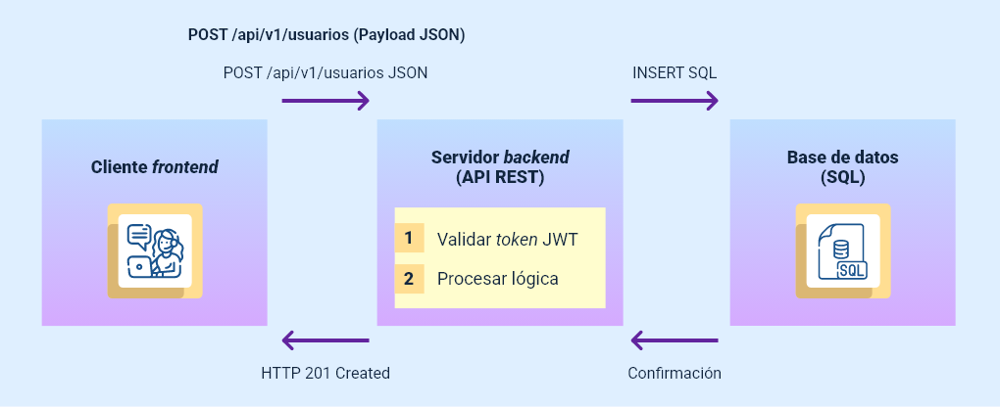 POST /api/v1/usuarios (Payload JSON)
POST /api/v1/usuarios JSON
INSERT SQL
Cliente frontend
Servidor backend
(API REST)
1 Validar token JWT
2 Procesar lógica
Base de datos
(SQL)
SQL
HTTP 201 Created
Confirmación